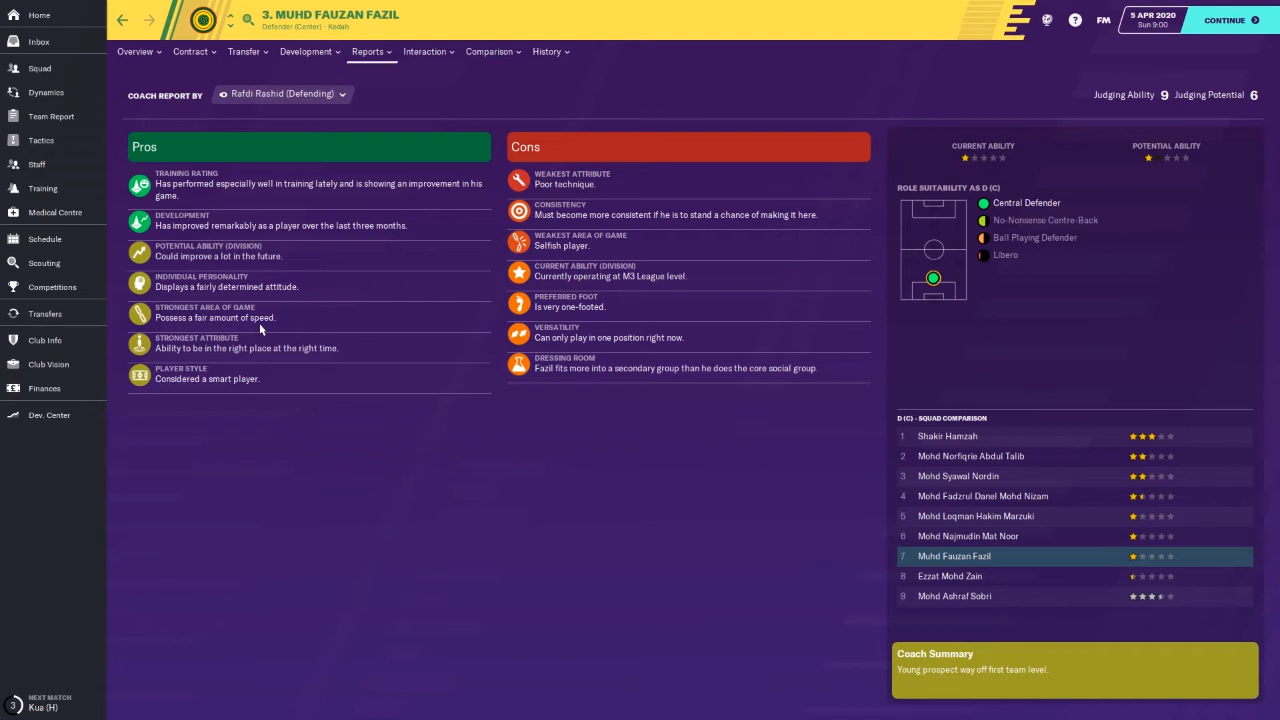 Home
Inbox
Squad
Dynamics
Team Report
Tactics
Staff
Training
Medical Centre
Schedule
Scouting
Competitions
Transfers
Club Info
Club Vision
Finances
Dev. Center
3
NEXT MATCH
Kua (H)
3. MUHD FAUZAN FAZIL
Defender (Center) - Kedah
?
FM
5 APR 2020
Sun 9:00
CONTINUE
Overview
Contract
Transfer
Development
Reports
Interaction
Comparison
History
COACH REPORT BY
Rafdi Rashid (Defending)
Judging Ability 9 Judging Potential 6
Pros
TRAINING RATING
Has performed especially well in training lately and is showing an improvement in his
game.
DEVELOPMENT
Has improved remarkably as a player over the last three months.
POTENTIAL ABILITY (DIVISION)
Could improve a lot in the future.
INDIVIDUAL PERSONALITY
Displays a fairly determined attitude.
STRONGEST AREA OF GAME
Possess a fair amount of speed.
STRONGEST ATTRIBUTE
Ability to be in the right place at the right time.
PLAYER STYLE
Considered a smart player.
Cons
WEAKEST ATTRIBUTE
Poor technique.
CONSISTENCY
Must become more consistent if he is to stand a chance of making it here.
WEAKEST AREA OF GAME
Selfish player.
CURRENT ABILITY (DIVISION)
Currently operating at M3 League level.
PREFERRED FOOT
Is very one-footed.
VERSATILITY
Can only play in one position right now.
DRESSING ROOM
Fazil fits more into a secondary group than he does the core social group.
CURRENT ABILITY
POTENTIAL ABILITY
ROLE SUITABILITY AS D (C)
Central Defender
No-Nonsense Centre-Back
Ball Playing Defender
Libero
D (C) - SQUAD COMPARISON
1 Shakir Hamzah
2 Mohd Norfiqrie Abdul Talib
3 Mohd Syawal Nordin
4 Mohd Fadzrul Danel Mohd Nizam
5 Mohd Loqman Hakim Marzuki
6 Mohd Najmudin Mat Noor
7 Muhd Fauzan Fazil
8 Ezzat Mohd Zain
9 Mohd Ashraf Sobri
Coach Summary
Young prospect way off first team level.